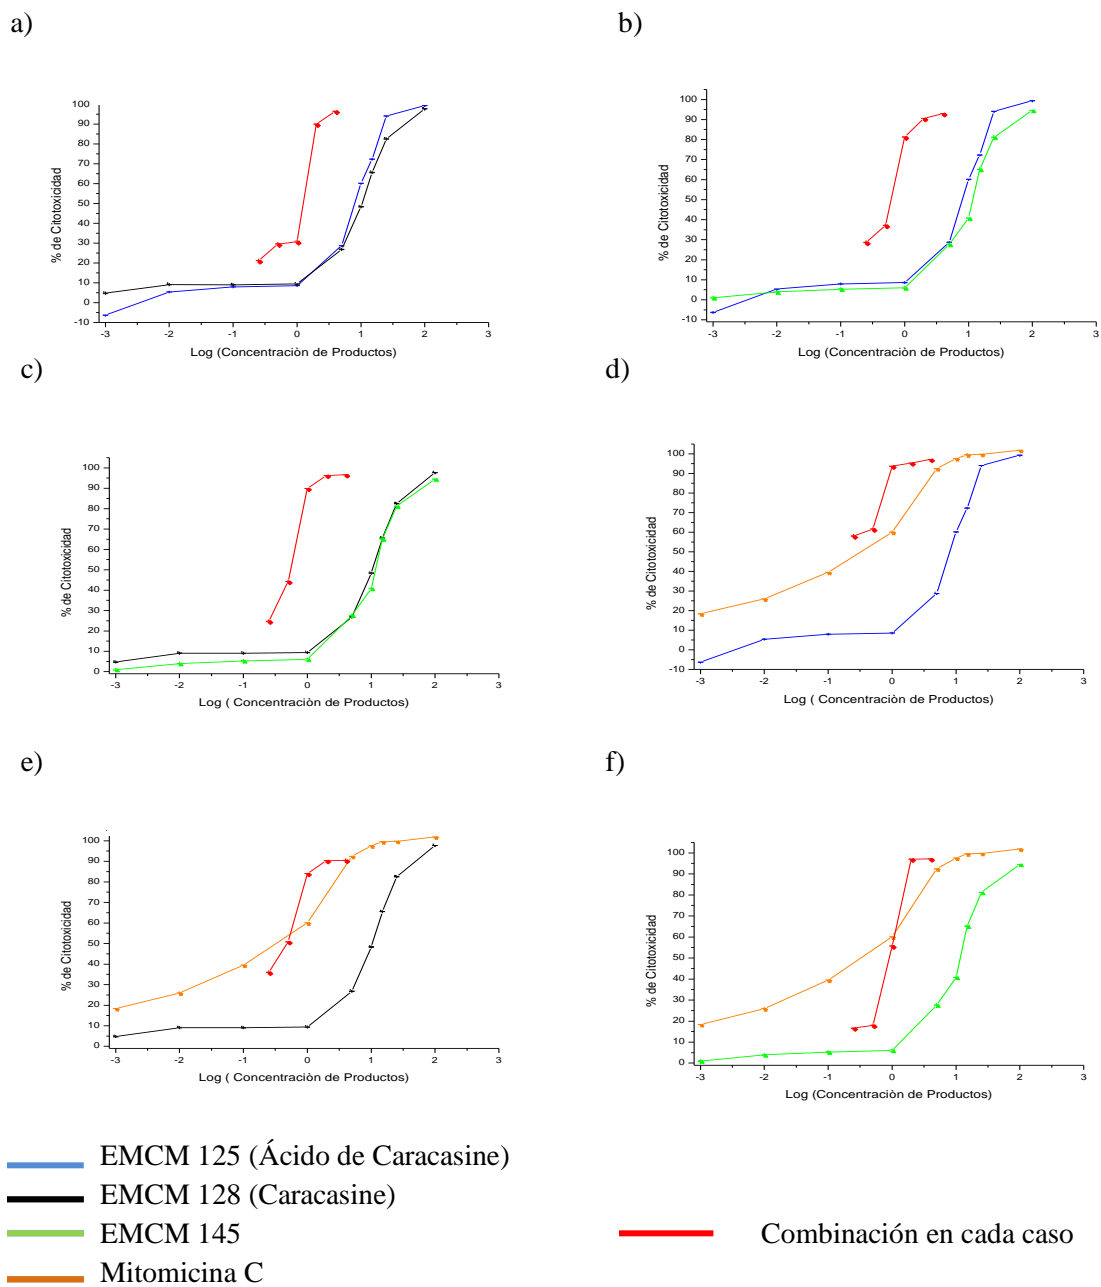 a)
100
90
80
70
60
50
40
30
20
10
0
-10
% de Citotoxicidad
-3 -2 -1 0 1 2 3
Log (Concentraciòn de Productos)
b)
100
90
80
70
60
50
40
30
20
10
0
-10
% de Citotoxicidad
-3 -2 -1 0 1 2 3
Log (Concentraciòn de Productos)
c)
100
90
80
70
60
50
40
30
20
10
0
% de Citotoxicidad
-3 -2 -1 0 1 2 3
Log ( Concentraciòn de Productos)
d)
100
90
80
70
60
50
40
30
20
10
0
-10
% de Citotoxicidad
-3 -2 -1 0 1 2 3
Log ( Concentraciòn de Productos)
e)
100
90
80
70
60
50
40
30
20
10
0
% de Citotoxicidad
-3 -2 -1 0 1 2 3
Log ( Concentraciòn de Productos)
f)
100
90
80
70
60
50
40
30
20
10
0
% de Citotoxicidad
-3 -2 -1 0 1 2 3
Log (Concentraciòn de Productos)
EMCM 125 (Ácido de Caracasine)
EMCM 128 (Caracasine)
EMCM 145
Mitomicina C
Combinación en cada caso